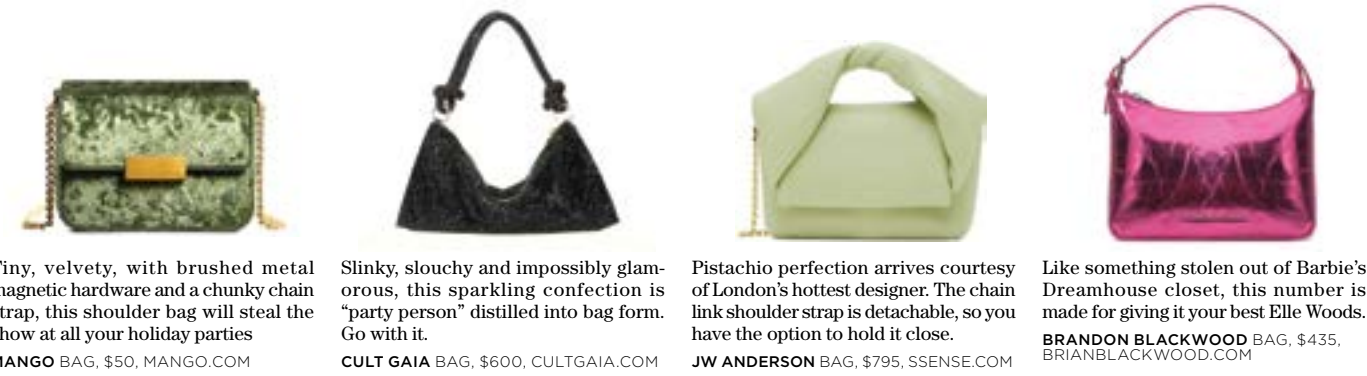 Tiny, velvety, with brushed metal
magnetic hardware and a chunky chain
trap, this shoulder bag will steal the
how at all your holiday parties
MANGO BAG, $50, MANGO.COM
Slinky, slouchy and impossibly glam-
orous, this sparkling confection is
“party person” distilled into bag form.
Go with it.
CULT GAIA BAG, $600, CULTGAIA.COM
Pistachio perfection arrives courtesy
of London’s hottest designer. The chain
link shoulder strap is detachable, so you
have the option to hold it close.
JW ANDERSON BAG, $795, SSENSE.COM
Like something stolen out of Barbie’s
Dreamhouse closet, this number is
made for giving it your best Elle Woods.
BRANDON BLACKWOOD BAG, $435,
BRIANBLACKWOOD.COM